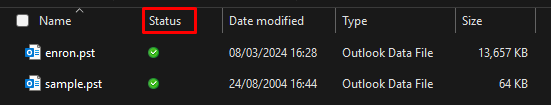 Name Status Date modified Type Size
enron.pst 08/03/2024 16:28 Outlook Data File 13,657 KB
sample.pst 24/08/2004 16:44 Outlook Data File 64 KB